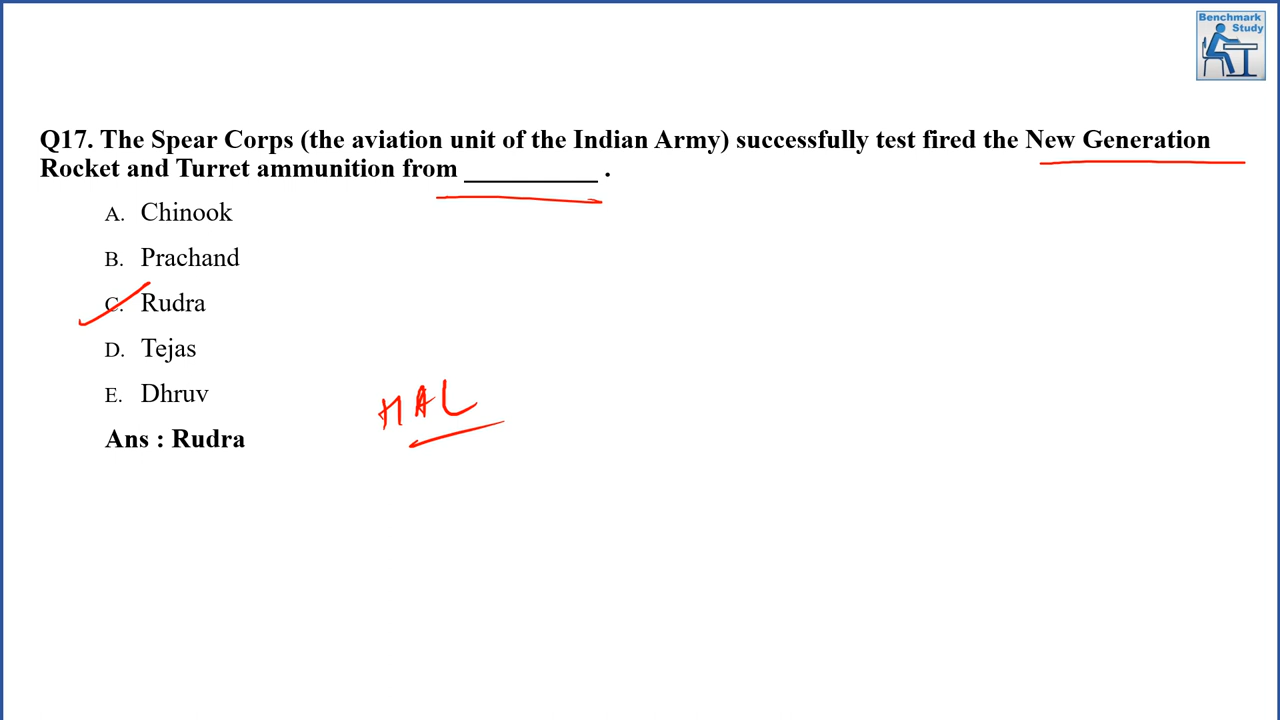 Benchmark
Study
Q17. The Spear Corps (the aviation unit of the Indian Army) successfully test fired the New Generation
Rocket and Turret ammunition from __________ .
A. Chinook
B. Prachand
C. Rudra
D. Tejas
E. Dhruv
HAL
Ans : Rudra